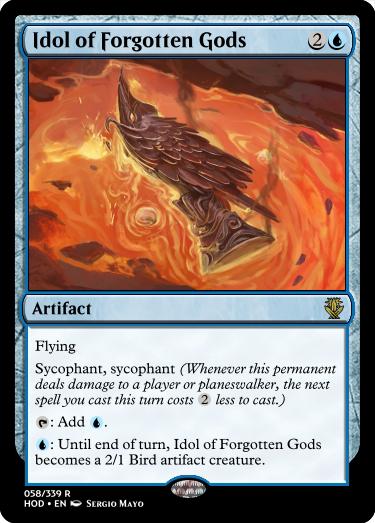 Idol of Forgotten Gods 2
Artifact
Flying
Sycophant, sycophant (Whenever this permanent
deals damage to a player or planeswalker, the next
spell you cast this turn costs 2 less to cast.)
: Add .
: Until end of turn, Idol of Forgotten Gods
becomes a 2/1 Bird artifact creature.
058/339 R
HOD • EN Sergio Mayo